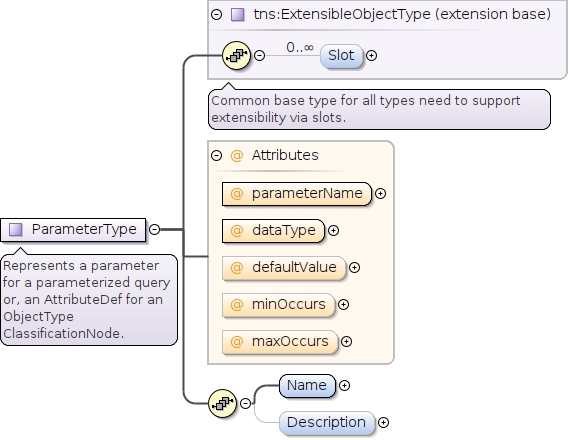 tns:ExtensibleObjectType (extension base)
0..∞
Slot
Common base type for all types need to support
extensibility via slots.
@ Attributes
@ parameterName
@ dataType
@ defaultValue
@ minOccurs
@ maxOccurs
ParameterType
Represents a parameter
for a parameterized query
or, an AttributeDef for an
ObjectType
ClassificationNode.
Name
Description